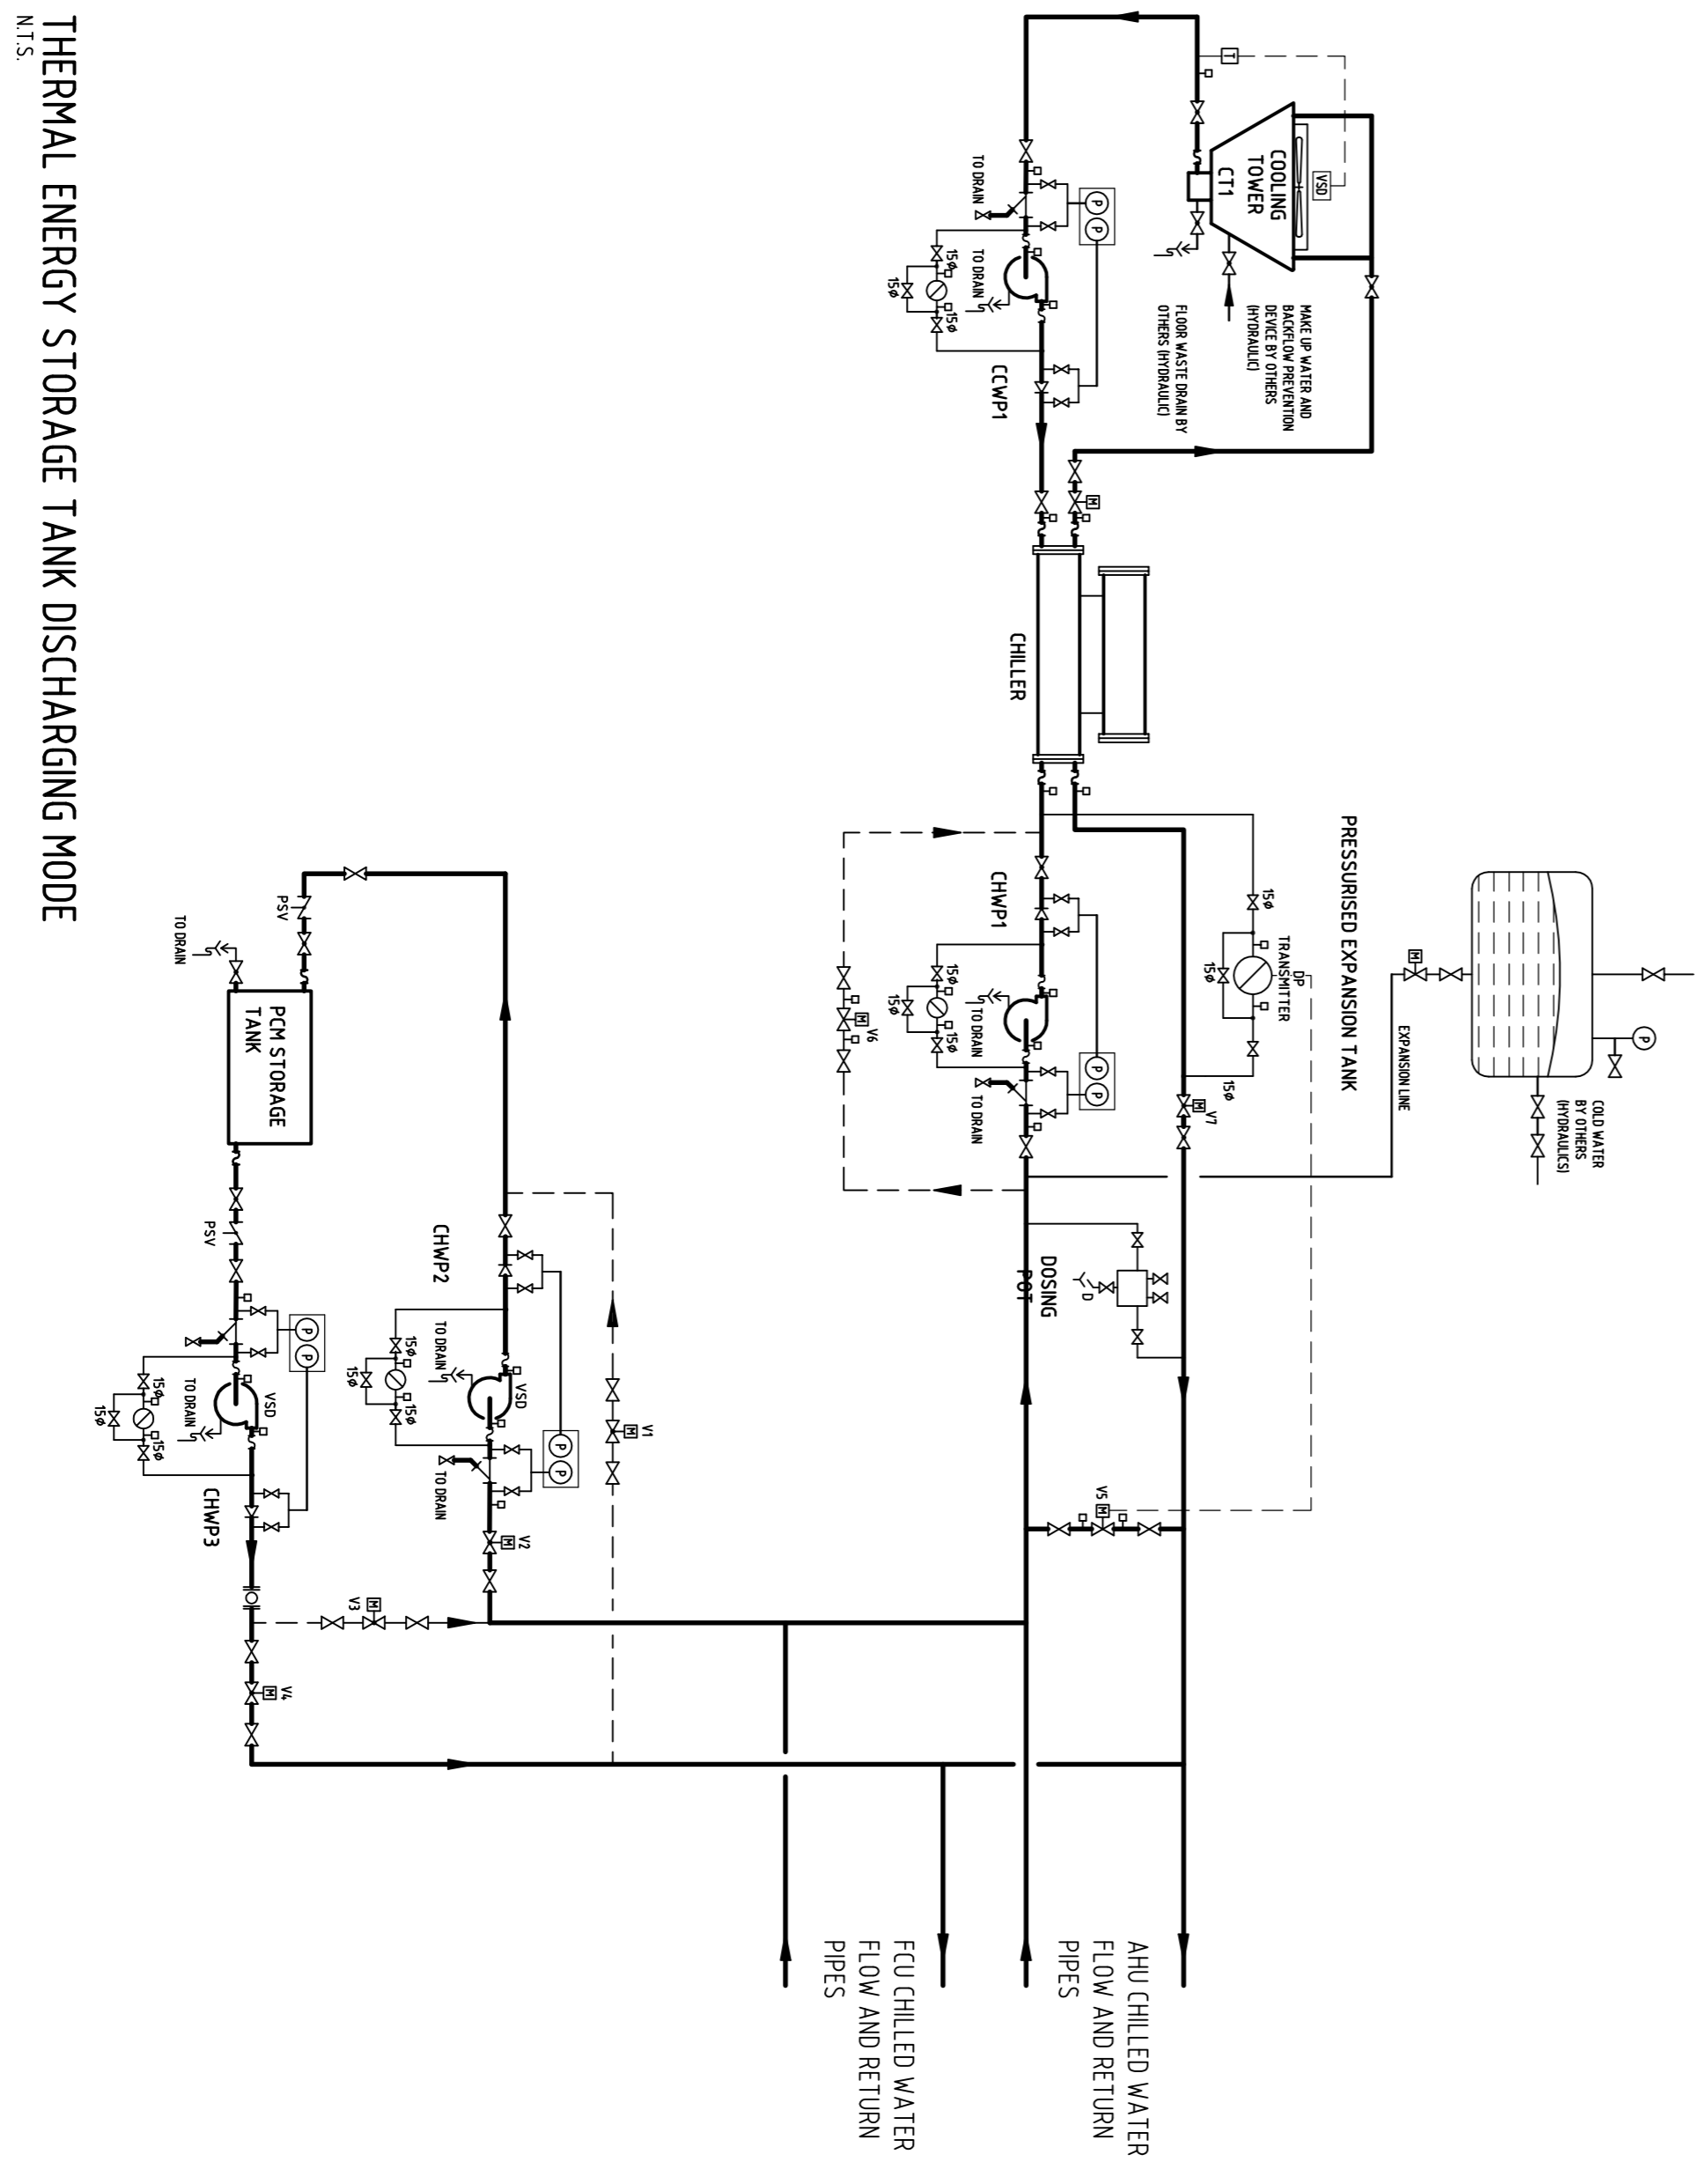 THERMAL ENERGY STORAGE TANK DISCHARGING MODE
N.T.S.
T
VSD
COOLING
TOWER
CT1
MAKE UP WATER AND
BACKFLOW PREVENTION
DEVICE BY OTHERS
(HYDRAULIC)
FLOOR WASTE DRAIN BY
OTHERS (HYDRAULIC)
TO DRAIN
P
P
TO DRAIN
15ø
15ø
15ø
CCWP1
M
CHILLER
PRESSURISED EXPANSION TANK
P
COLD WATER
BY OTHERS
(HYDRAULICS)
M
EXPANSION LINE
15ø
DP
TRANSMITTER
15ø
15ø
M
V7
CHWP1
15ø
15ø
15ø
TO DRAIN
P
P
TO DRAIN
M
V6
DOSING
POT
D
V5
M
PCM STORAGE
TANK
PSV
TO DRAIN
PSV
CHWP2
TO DRAIN
VSD
15ø
15ø
15ø
P
P
TO DRAIN
M
V1
M
V2
P
P
VSD
TO DRAIN
15ø
15ø
15ø
CHWP3
V3
M
M
V4
AHU CHILLED WATER
FLOW AND RETURN
PIPES
FCU CHILLED WATER
FLOW AND RETURN
PIPES